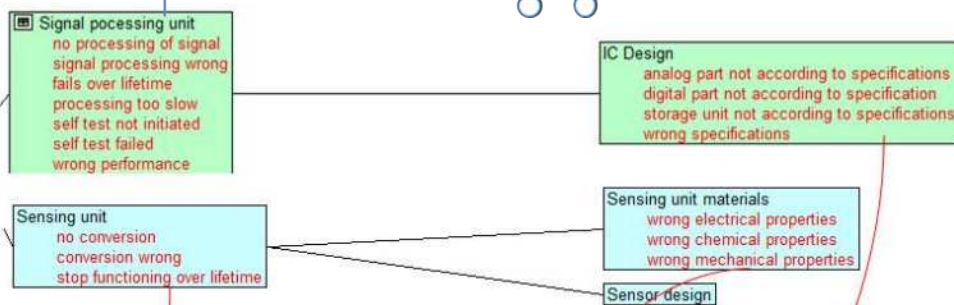 Signal pocessing unit
no processing of signal
signal processing wrong
fails over lifetime
processing too slow
self test not initiated
self test failed
wrong performance
IC Design
analog part not according to specifications
digital part not according to specification
storage unit not according to specifications
wrong specifications
Sensing unit
no conversion
conversion wrong
stop functioning over lifetime
Sensing unit materials
wrong electrical properties
wrong chemical properties
wrong mechanical properties
Sensor design